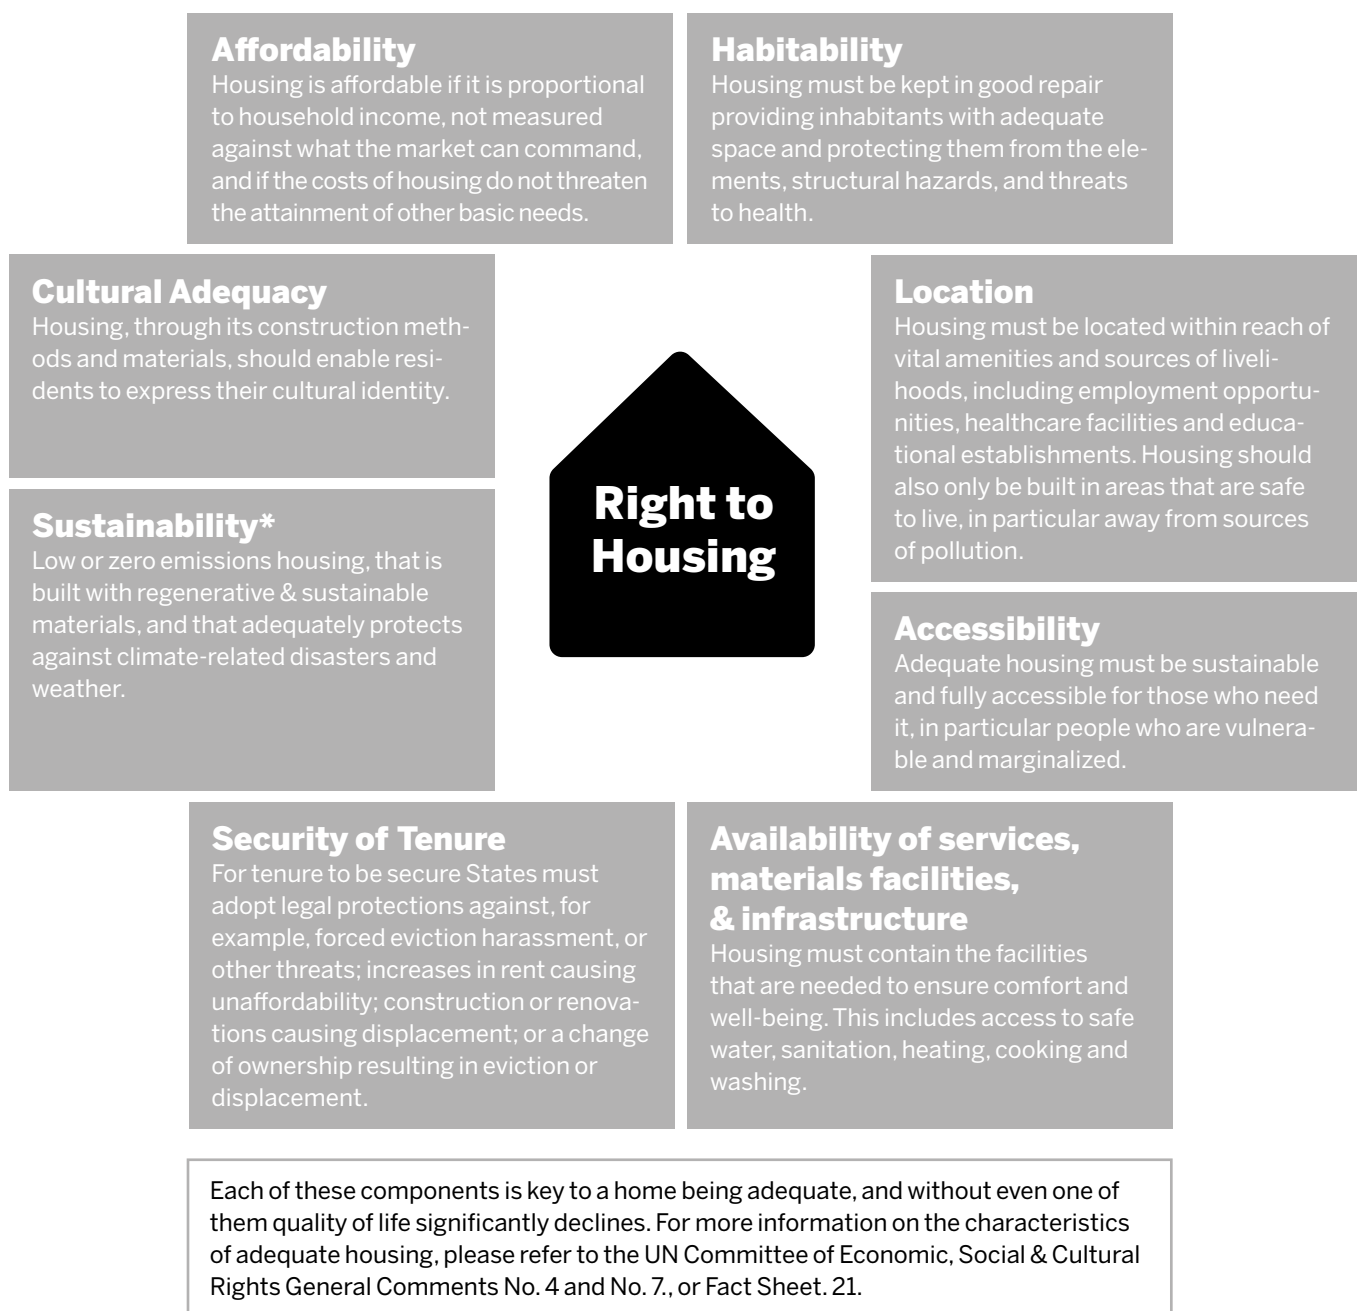 Affordability
Housing is affordable if it is proportional
to household income, not measured
against what the market can command,
and if the costs of housing do not threaten
the attainment of other basic needs.
Habitability
Housing must be kept in good repair
providing inhabitants with adequate
space and protecting them from the ele-
ments, structural hazards, and threats
to health.
Cultural Adequacy
Housing, through its construction meth-
ods and materials, should enable resi-
dents to express their cultural identity.
Location
Housing must be located within reach of
vital amenities and sources of liveli-
hoods, including employment opportu-
nities, healthcare facilities and educa-
tional establishments. Housing should
also only be built in areas that are safe
to live, in particular away from sources
of pollution.
Right to
Housing
Sustainability*
Low or zero emissions housing, that is
built with regenerative & sustainable
materials, and that adequately protects
against climate-related disasters and
weather.
Accessibility
Adequate housing must be sustainable
and fully accessible for those who need
it, in particular people who are vulnera-
ble and marginalized.
Security of Tenure
For tenure to be secure States must
adopt legal protections against, for
example, forced eviction harassment, or
other threats; increases in rent causing
unaffordability; construction or renova-
tions causing displacement; or a change
of ownership resulting in eviction or
displacement.
Availability of services,
materials facilities,
& infrastructure
Housing must contain the facilities
that are needed to ensure comfort and
well-being. This includes access to safe
water, sanitation, heating, cooking and
washing.
Each of these components is key to a home being adequate, and without even one of
them quality of life significantly declines. For more information on the characteristics
of adequate housing, please refer to the UN Committee of Economic, Social & Cultural
Rights General Comments No. 4 and No. 7., or Fact Sheet. 21.